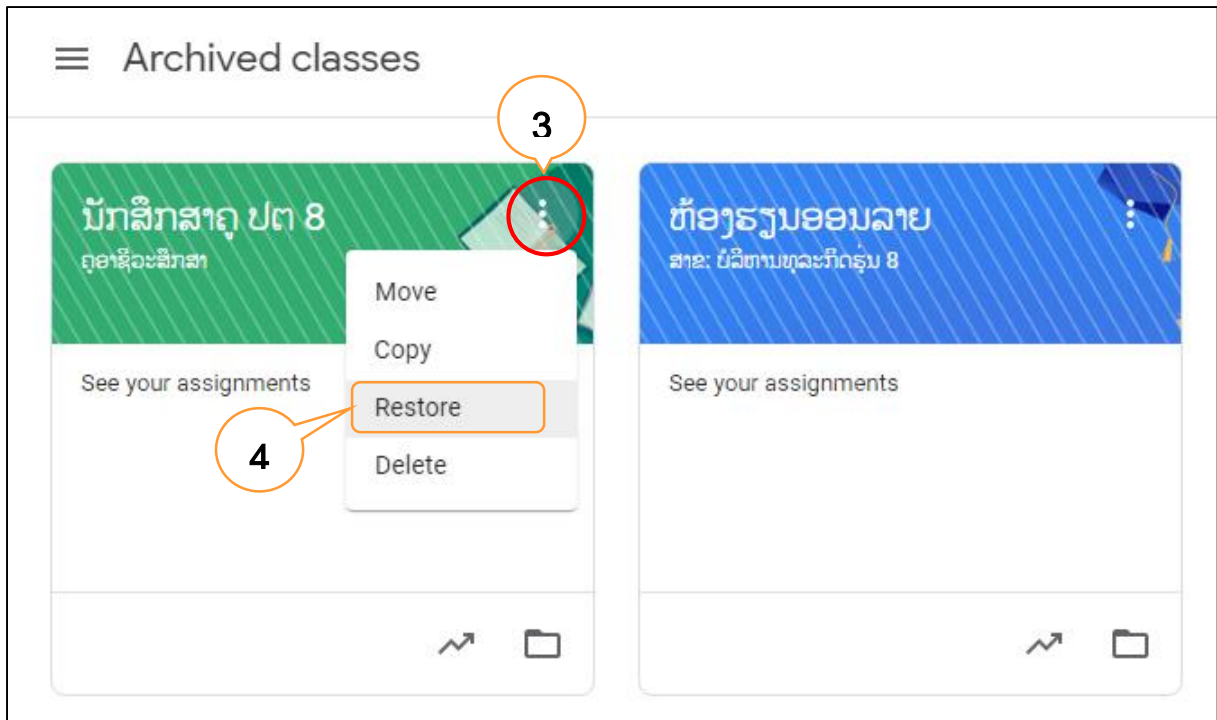 Archived classes
3
ນັກສຶກສາຄູ ປຕ 8
ຄູອາຊີວະສຶກສາ
Move
Copy
See your assignments
Restore
4
Delete
ຫ້ອງຮຽນອອນລາຍ
ສາຂະ: ບໍລິຫານທຸລະກິດຮຸ່ນ 8
See your assignments